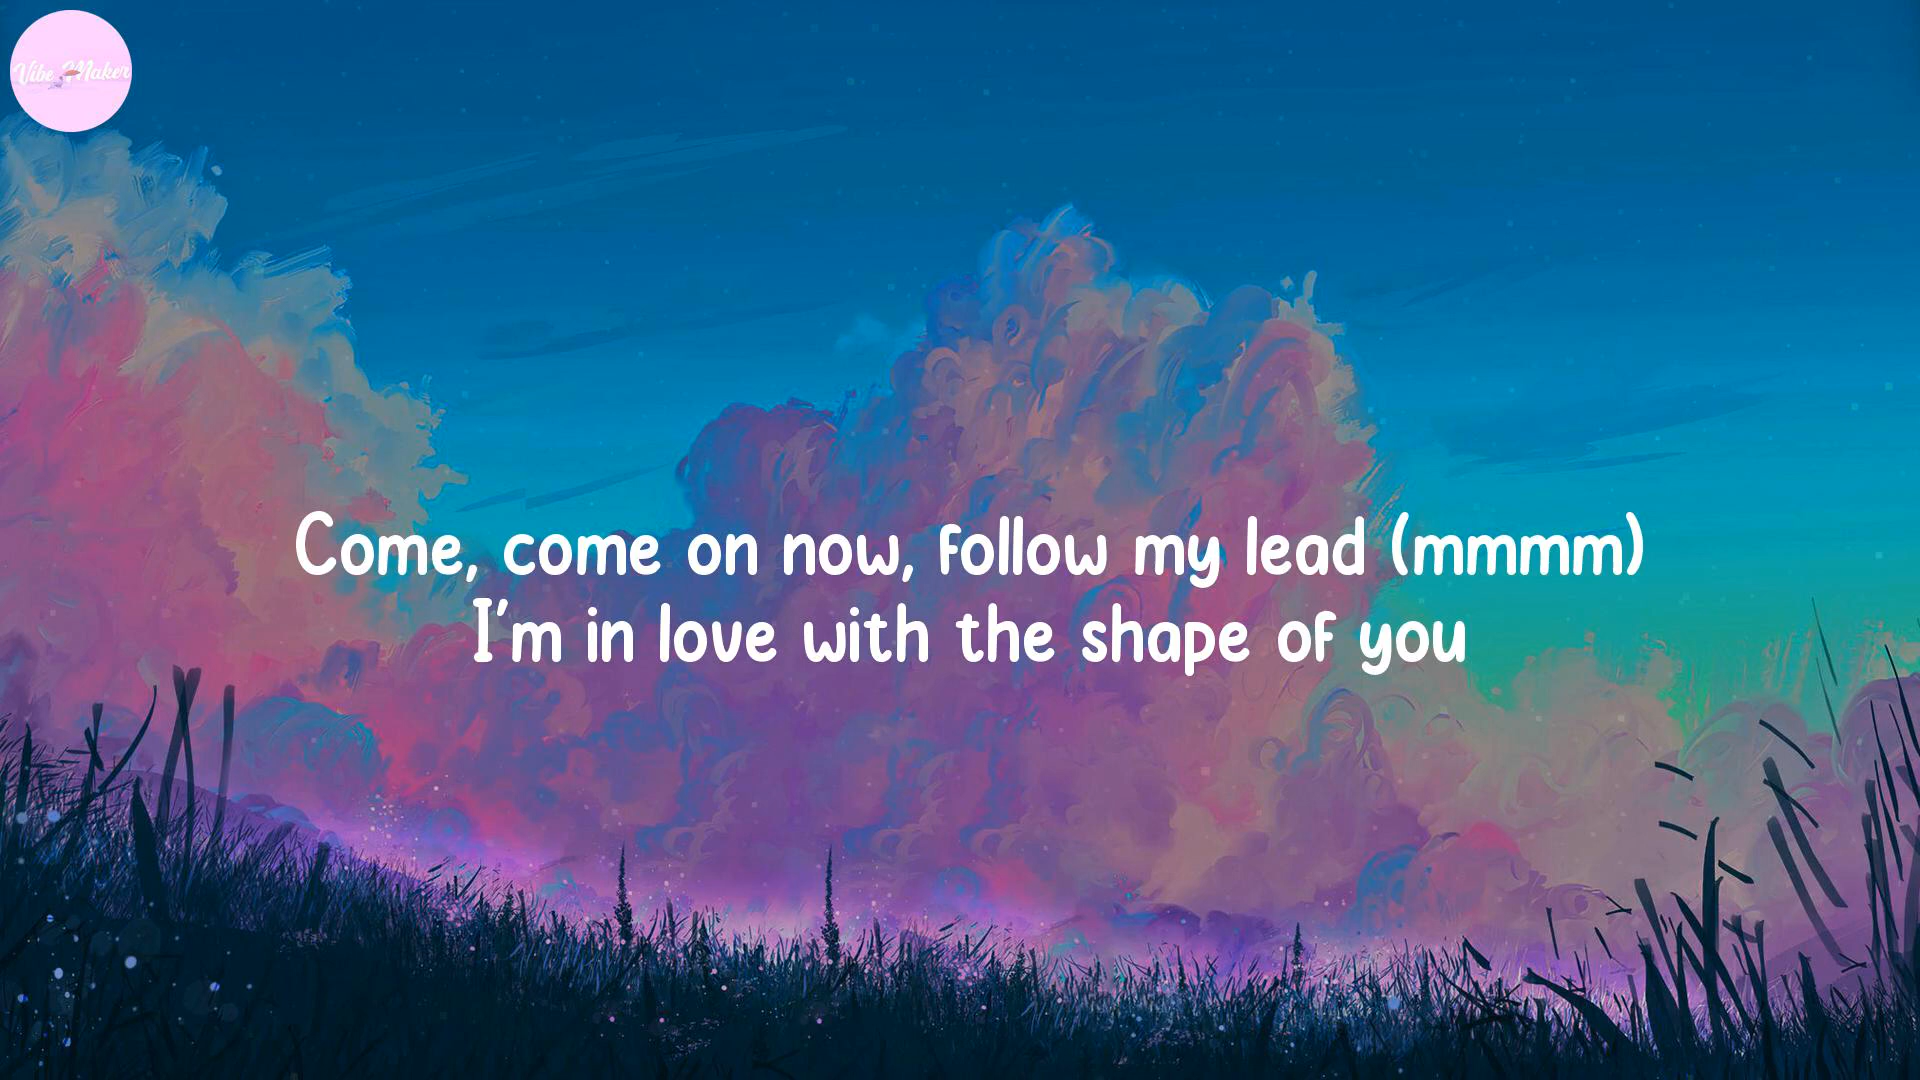 Vibe Maker
Come, come on now, follow my lead (mmmm)
I'm in love with the shape of you